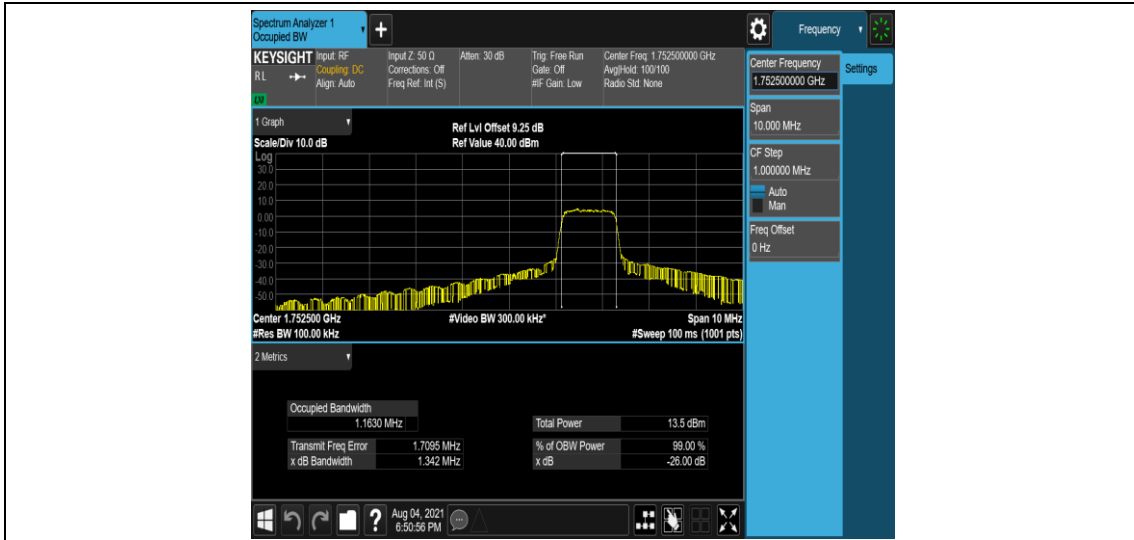 Spectrum Analyzer 1
Occupied BW
+
Frequency
KEYSIGHT
Input: RF
Input Z: 50 Ω
Atten: 30 dB
Trig: Free Run
Center Freq: 1.752500000 GHz
RL
Coupling: DC
Corrections: Off
Gate: Off
Avg|Hold: 100/100
Align: Auto
Freq Ref: Int (S)
#IF Gain: Low
Radio Std: None
Center Frequency
1.752500000 GHz
Settings
Span
10.000 MHz
CF Step
1.000000 MHz
Auto
Man
Freq Offset
0 Hz
1 Graph
Ref Lvl Offset 9.25 dB
Scale/Div 10.0 dB
Ref Value 40.00 dBm
Log
30.0
20.0
10.0
0.00
-10.0
-20.0
-30.0
-40.0
-50.0
Center 1.752500 GHz
#Video BW 300.00 kHz*
Span 10 MHz
#Res BW 100.00 kHz
#Sweep 100 ms (1001 pts)
2 Metrics
Occupied Bandwidth
1.1630 MHz
Total Power 13.5 dBm
Transmit Freq Error 1.7095 MHz
% of OBW Power 99.00 %
x dB Bandwidth 1.342 MHz
x dB -26.00 dB
?
Aug 04, 2021
6:50:56 PM